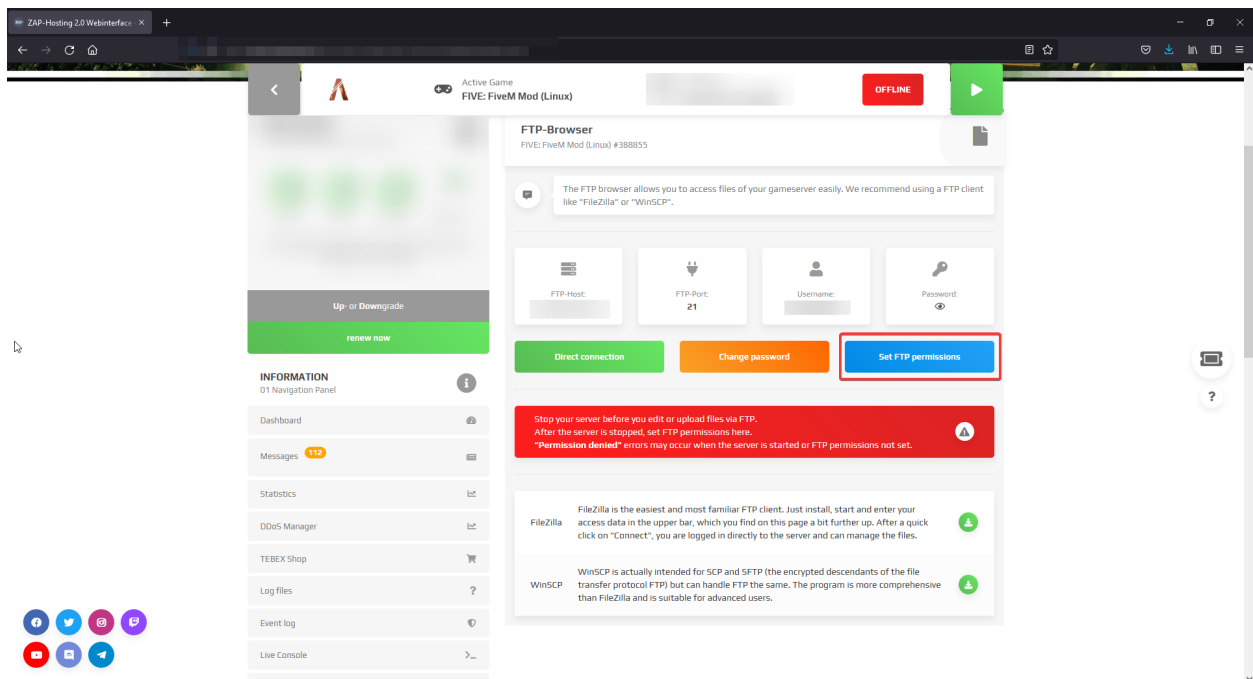 ZAP-Hosting 2.0 Webinterface
Active Game
FIVE: FiveM Mod (Linux)
OFFLINE
FTP-Browser
FIVE: FiveM Mod (Linux) #388855
The FTP browser allows you to access files of your gameserver easily. We recommend using a FTP client
like "FileZilla" or "WinSCP".
FTP-Host:
FTP-Port:
21
Username:
Password:
Up- or Downgrade
renew now
Direct connection
Change password
Set FTP permissions
INFORMATION
01 Navigation Panel
Dashboard
Messages 112
Statistics
DDoS Manager
TEBEX Shop
Log files
?
Event log
Live Console
Stop your server before you edit or upload files via FTP.
After the server is stopped, set FTP permissions here.
"Permission denied" errors may occur when the server is started or FTP permissions not set.
FileZilla
FileZilla is the easiest and most familiar FTP client. Just install, start and enter your
access data in the upper bar, which you find on this page a bit further up. After a quick
click on "Connect", you are logged in directly to the server and can manage the files.
WinSCP
WinSCP is actually intended for SCP and SFTP (the encrypted descendants of the file
transfer protocol FTP) but can handle FTP the same. The program is more comprehensive
than FileZilla and is suitable for advanced users.
?